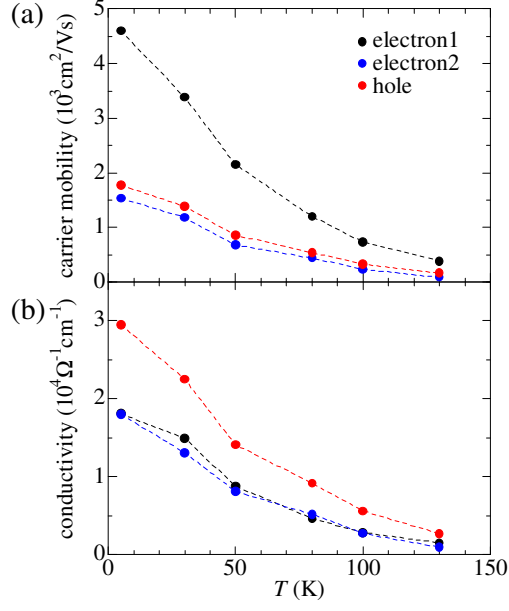 (a)
carrier mobility (10³cm²/Vs)
5
4
3
2
1
0
electron1
electron2
hole
(b)
conductivity (10⁴Ω⁻¹cm⁻¹)
3
2
1
0
0 50 100 150
T (K)